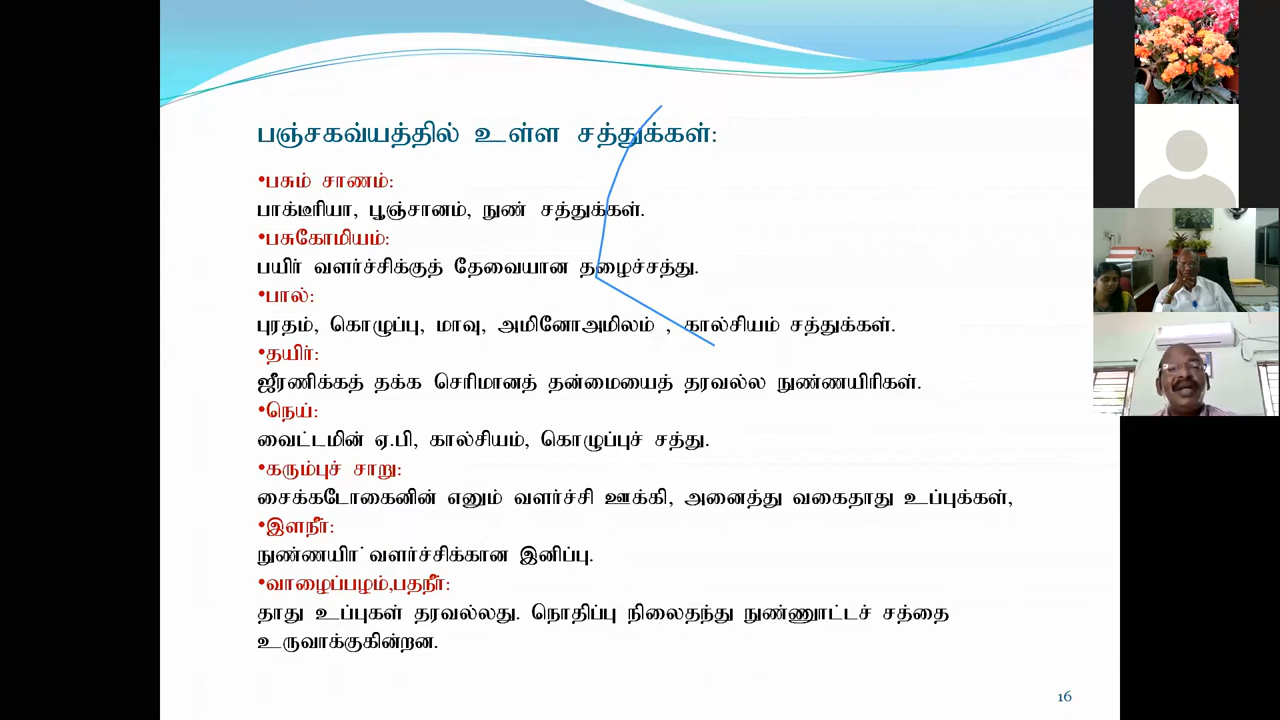 பஞ்சகவ்யத்தில் உள்ள சத்துக்கள்:
•பசும் சாணம்:
பாக்டீரியா, பூஞ்சானம், நுண் சத்துக்கள்.
•பசுகோமியம்:
பயிர் வளர்ச்சிக்குத் தேவையான தழைச்சத்து.
•பால்:
புரதம், கொழுப்பு, மாவு, அமினோஅமிலம் , கால்சியம் சத்துக்கள்.
•தயிர்:
ஜீரணிக்கத் தக்க செரிமானத் தன்மையைத் தரவல்ல நுண்ணயிரிகள்.
•நெய்:
வைட்டமின் ஏ.பி, கால்சியம், கொழுப்புச் சத்து.
•கரும்புச் சாறு:
சைக்கடோகைனின் எனும் வளர்ச்சி ஊக்கி, அனைத்து வகைதாது உப்புக்கள்,
•இளநீர்:
நுண்ணயிர் வளர்ச்சிக்கான இனிப்பு.
•வாழைப்பழம்,பதநீர்:
தாது உப்புகள் தரவல்லது. நொதிப்பு நிலைதந்து நுண்ணூட்டச் சத்தை
உருவாக்குகின்றன.
16